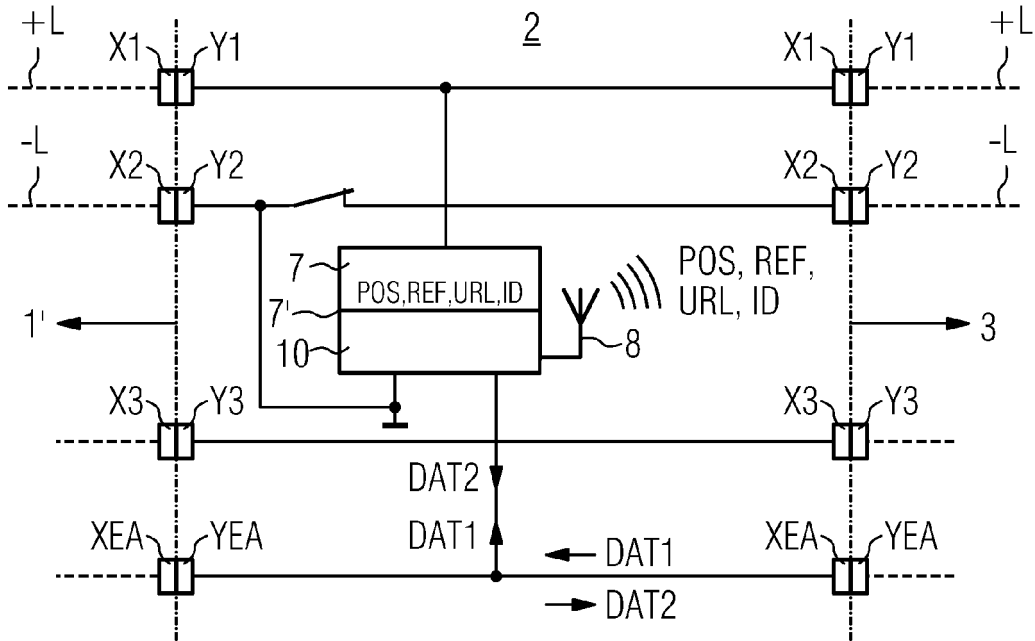 +L
2
+L
X1 Y1
X1 Y1
-L
-L
X2 Y2
X2 Y2
7
POS,REF,URL,ID
POS, REF,
URL, ID
7'
1'
10
8
3
X3 Y3
X3 Y3
DAT2
DAT1
XEA YEA
DAT1
XEA YEA
DAT2